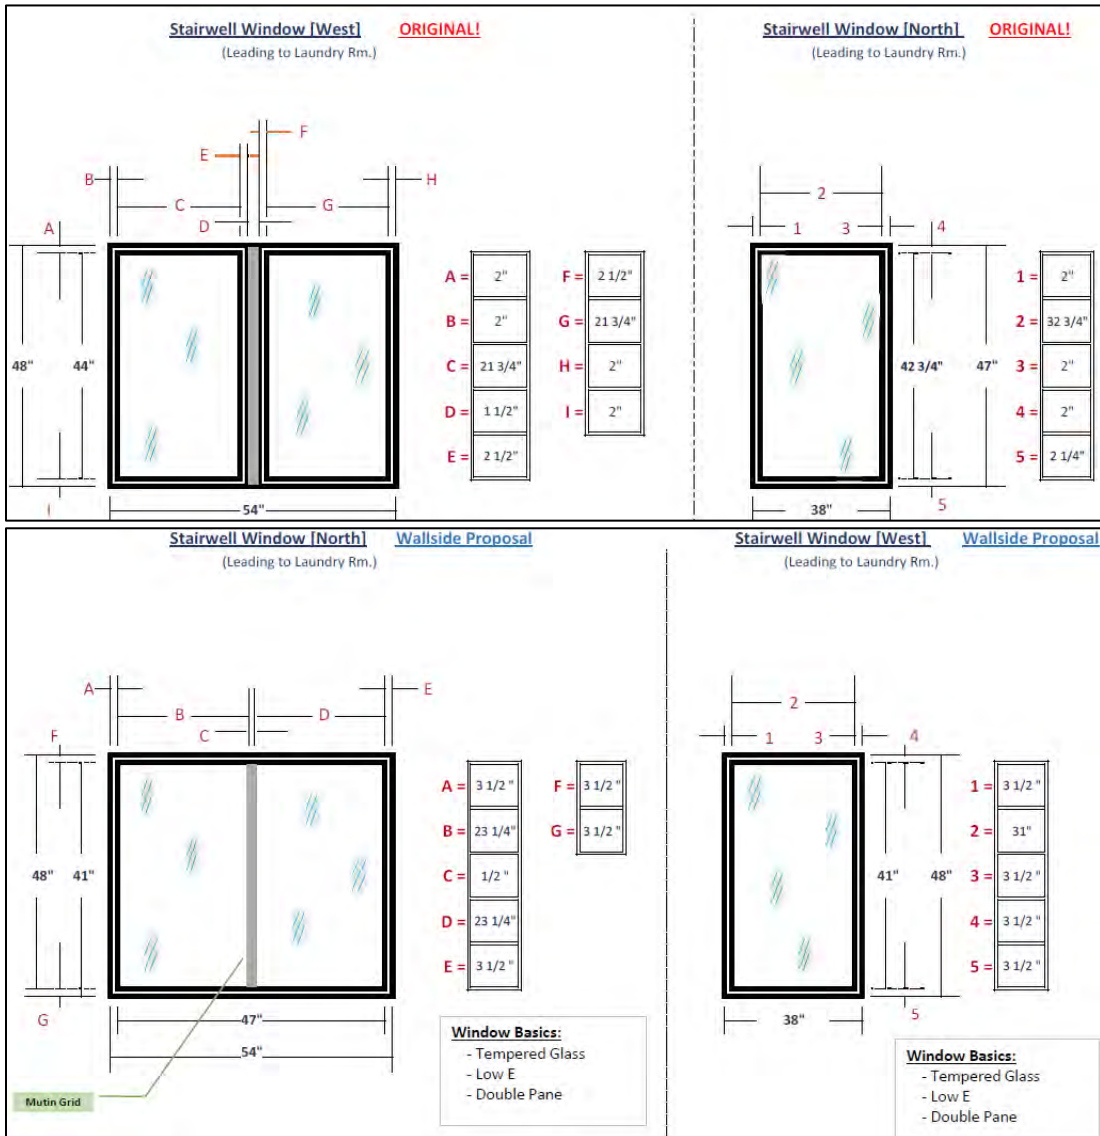 Stairwell Window [West] ORIGINAL!
(Leading to Laundry Rm.)
F
E
B
H
C
G
D
A
48"
44"
I
54"
A = 2"
B = 2"
C = 21 3/4"
D = 1 1/2"
E = 2 1/2"
F = 2 1/2"
G = 21 3/4"
H = 2"
I = 2"
Stairwell Window [North] ORIGINAL!
(Leading to Laundry Rm.)
2
1
3
4
42 3/4"
47"
5
38"
1 = 2"
2 = 32 3/4"
3 = 2"
4 = 2"
5 = 2 1/4"
Stairwell Window [North] Wallside Proposal
(Leading to Laundry Rm.)
A
E
B
D
C
F
48"
41"
G
47"
54"
Mutin Grid
A = 3 1/2 "
B = 23 1/4"
C = 1/2 "
D = 23 1/4"
E = 3 1/2 "
F = 3 1/2 "
G = 3 1/2 "
Window Basics:
- Tempered Glass
- Low E
- Double Pane
Stairwell Window [West] Wallside Proposal
(Leading to Laundry Rm.)
2
1
3
4
41"
48"
5
38"
1 = 3 1/2 "
2 = 31"
3 = 3 1/2 "
4 = 3 1/2 "
5 = 3 1/2 "
Window Basics:
- Tempered Glass
- Low E
- Double Pane